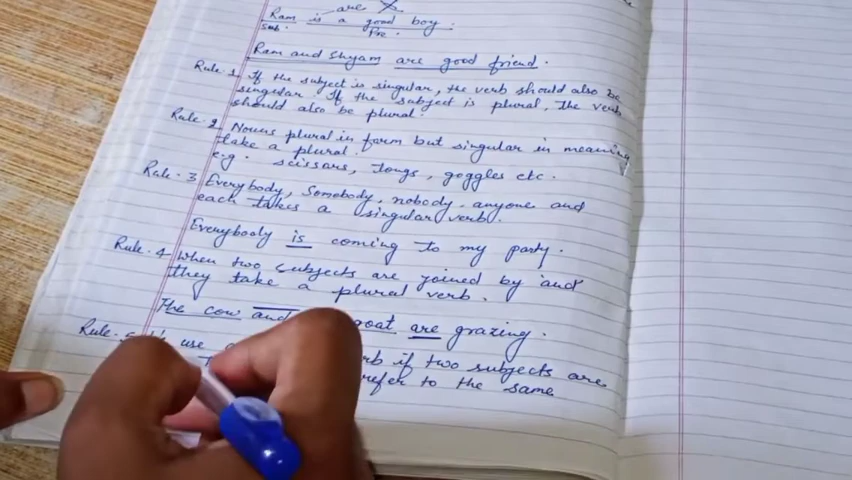 are X
Ram is a good boy.
Sub. Pre.
Ram and Shyam are good friend.
Rule. 1 If the subject is singular, the verb should also be
singular. If the subject is plural, the verb
should also be plural.
Rule. 2 Nouns plural in form but singular in meaning
take a plural.
e.g. scissors, Tongs, goggles etc.
Rule. 3 Everybody, Somebody, nobody, anyone and
each takes a singular verb.
Everybody is coming to my party.
Rule. 4 When two subjects are joined by 'and'
they take a plural verb.
The cow and goat are grazing.
Rule. use if two subjects are
refer to the same